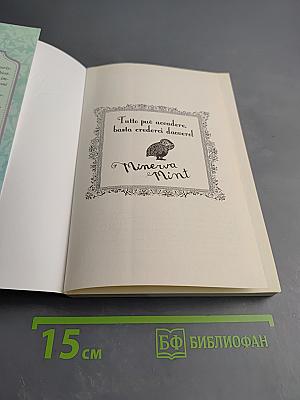 Tutto può accadere,
basta crederci davvero!
Minerva
Mint
15 см
БФ БИБЛИОФАН